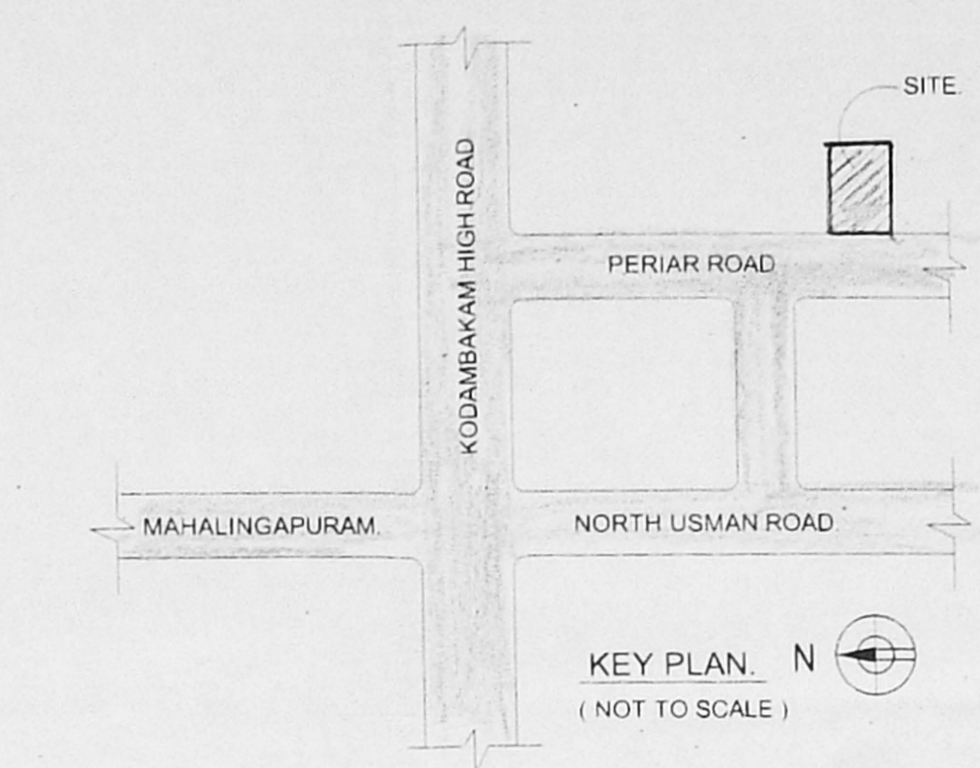 SITE.
KODAMBAKAM HIGH ROAD
PERIAR ROAD
MAHALINGAPURAM.
NORTH USMAN ROAD.
KEY PLAN. N
( NOT TO SCALE )